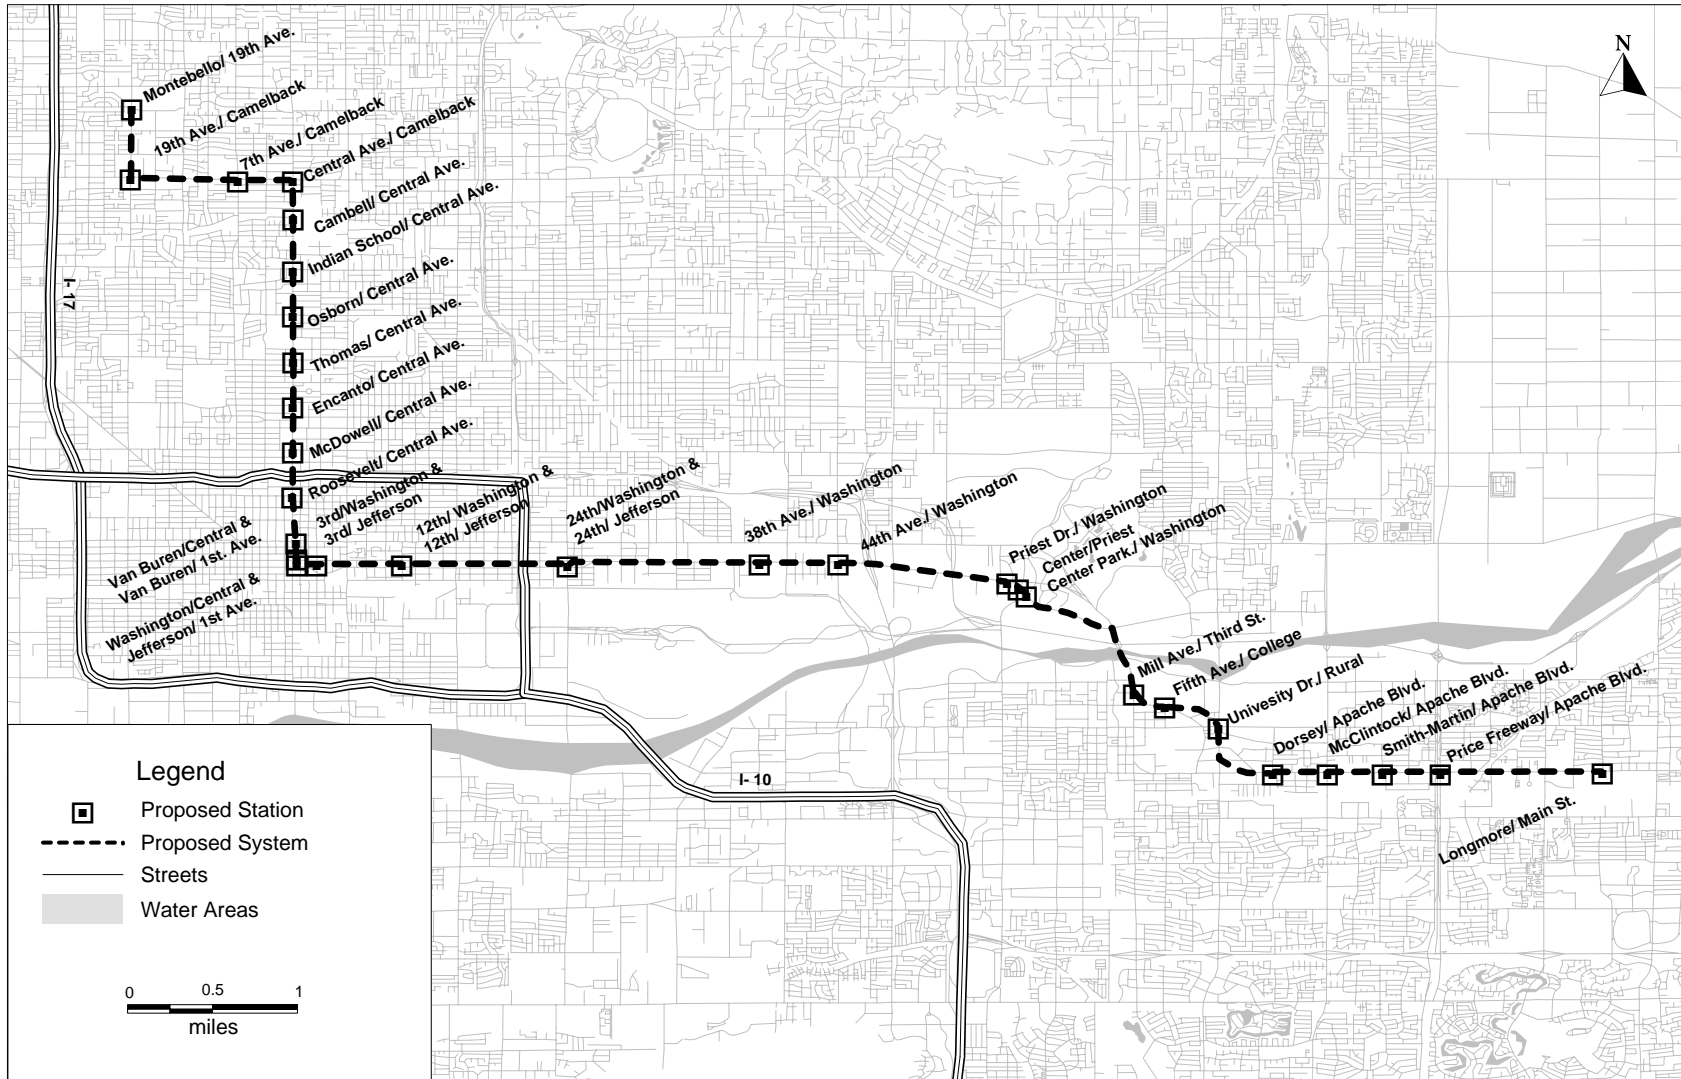 N
Montebello/ 19th Ave.
19th Ave./ Camelback
7th Ave./ Camelback
Central Ave./ Camelback
Cambell/ Central Ave.
Indian School/ Central Ave.
Osborn/ Central Ave.
Thomas/ Central Ave.
Encanto/ Central Ave.
McDowell/ Central Ave.
Roosevelt/ Central Ave.
I- 17
3rd/Washington &
3rd/ Jefferson
12th/ Washington &
12th/ Jefferson
24th/Washington &
24th/ Jefferson
38th Ave./ Washington
44th Ave./ Washington
Priest Dr./ Washington
Center/Priest
Center Park./ Washington
Van Buren/Central &
Van Buren/ 1st. Ave.
Washington/Central &
Jefferson/ 1st Ave.
Mill Ave./ Third St.
Fifth Ave./ College
Univesity Dr./ Rural
Dorsey/ Apache Blvd.
McClintock/ Apache Blvd.
Smith-Martin/ Apache Blvd.
Price Freeway/ Apache Blvd.
Longmore/ Main St.
I- 10
Legend
Proposed Station
Proposed System
Streets
Water Areas
0 0.5 1
miles